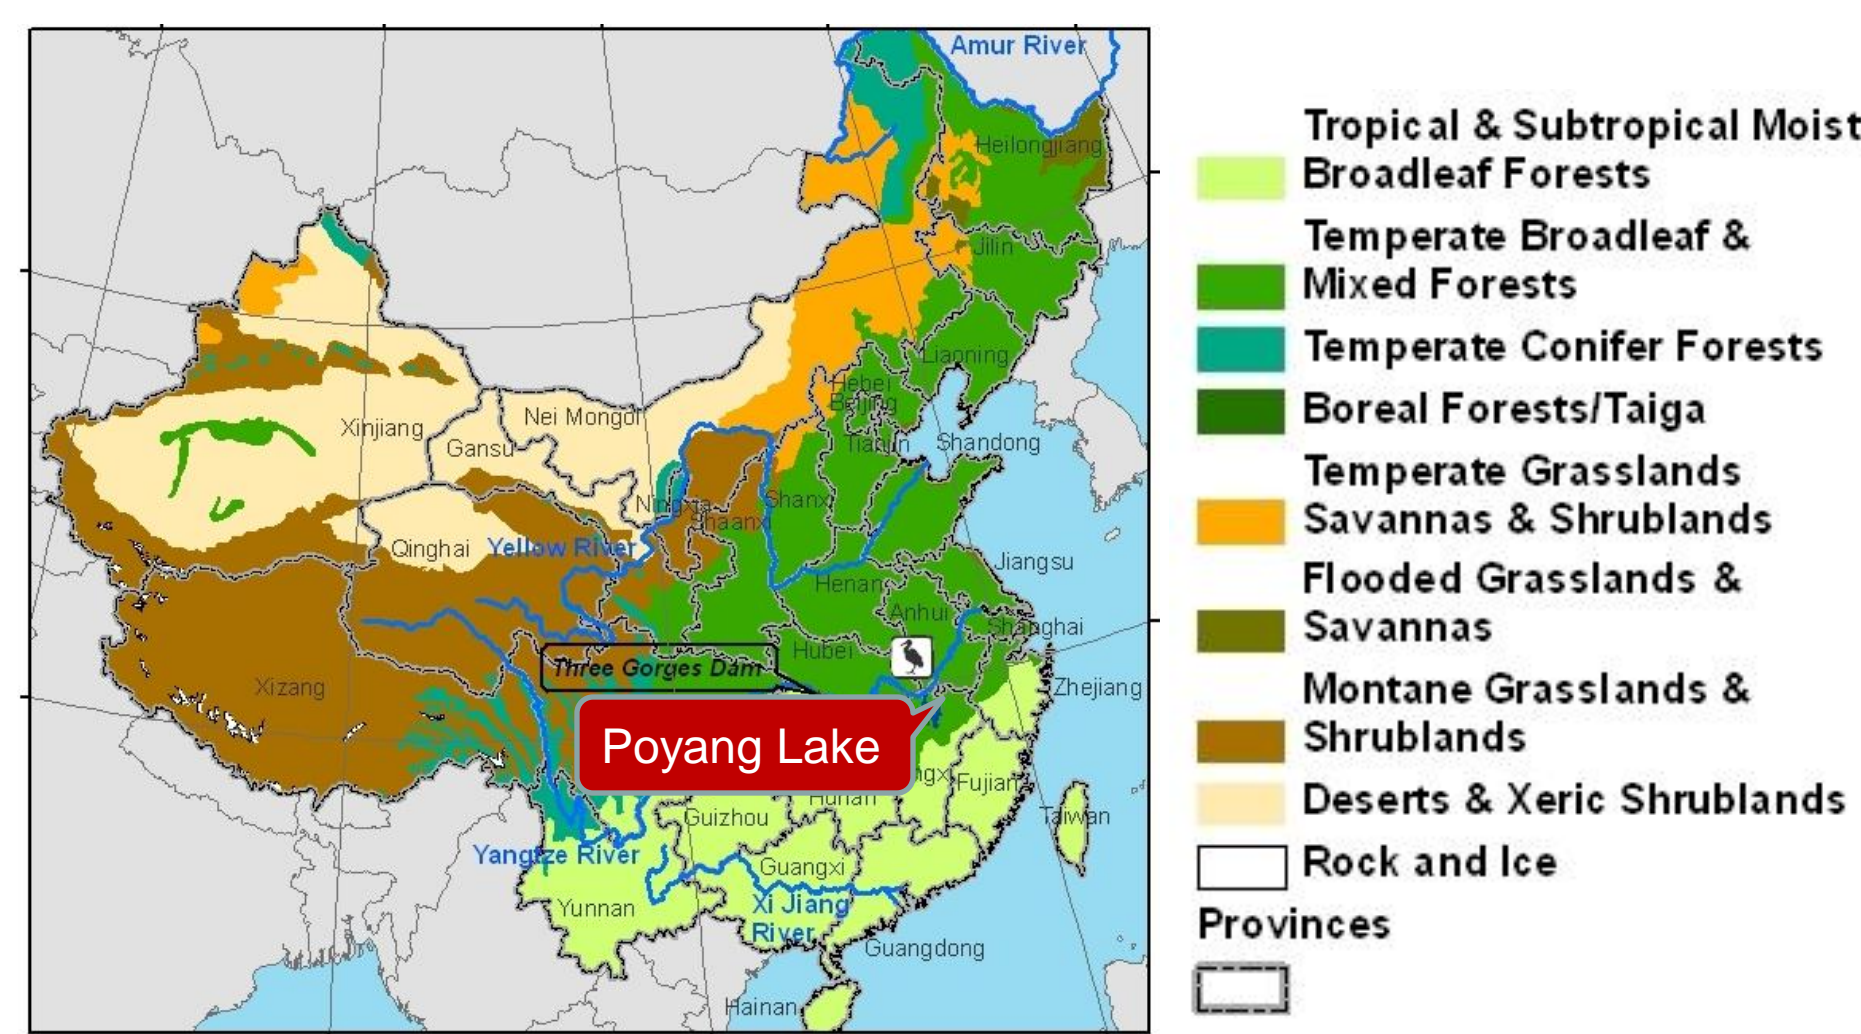 Amur River
Heilongjiang
Jilin
Liaoning
Hebei
Beijing
Nei Mongol
Xinjiang
Gansu
Tianjin
Shandong
Ningxia
Shanxi
Shaanxi
Qinghai
Yellow River
Jiangsu
Henan
Anhui
Shanghai
Hubei
Three Gorges Dam
Xizang
Zhejiang
Poyang Lake
Fujian
Hunan
Guizhou
Taiwan
Yangtze River
Guangxi
Yunnan
Xi Jiang
River
Guangdong
Hainan
Tropical & Subtropical Moist
Broadleaf Forests
Temperate Broadleaf &
Mixed Forests
Temperate Conifer Forests
Boreal Forests/Taiga
Temperate Grasslands
Savannas & Shrublands
Flooded Grasslands &
Savannas
Montane Grasslands &
Shrublands
Deserts & Xeric Shrublands
Rock and Ice
Provinces